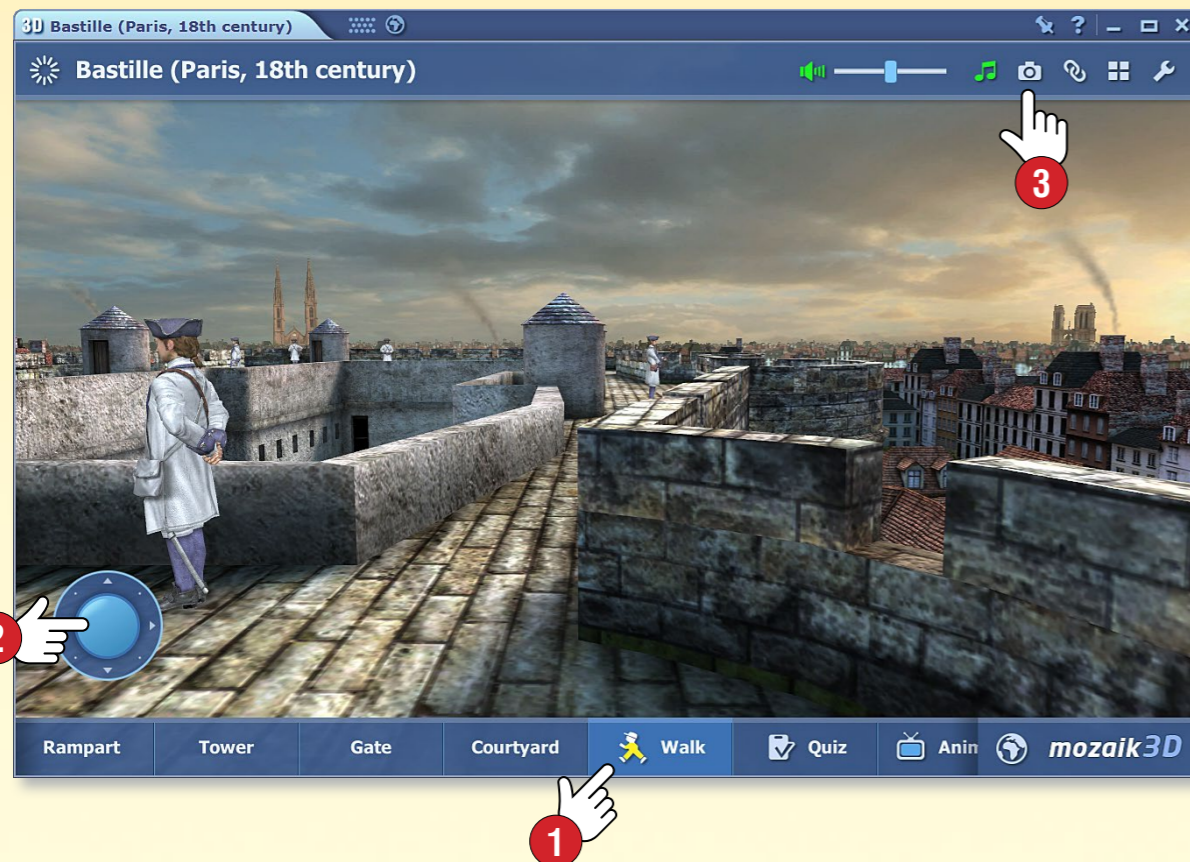 3D Bastille (Paris, 18th century)
?
Bastille (Paris, 18th century)
3
2
Rampart Tower Gate Courtyard Walk Quiz Anim mozaik3D
1